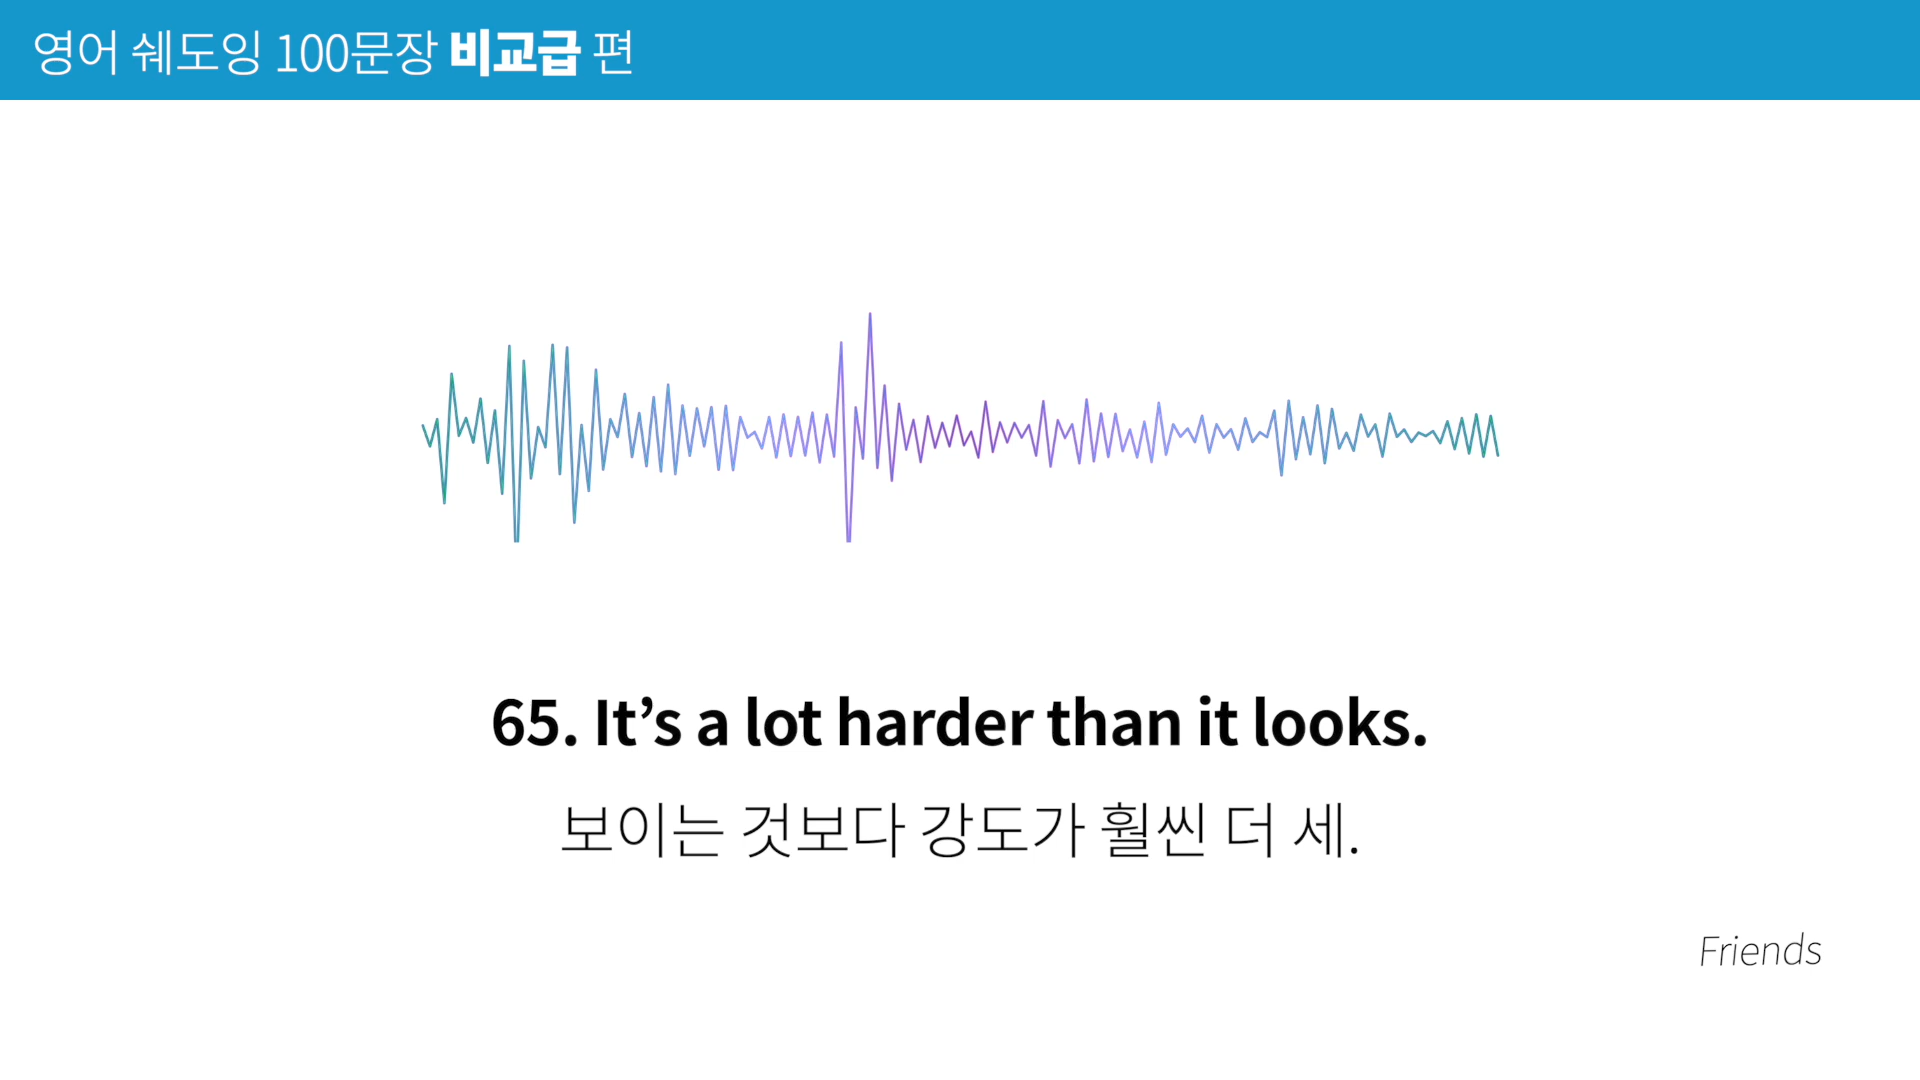 영어 쉐도잉 100문장 비교급 편
65. It’s a lot harder than it looks.
보이는 것보다 강도가 훨씬 더 세.
Friends